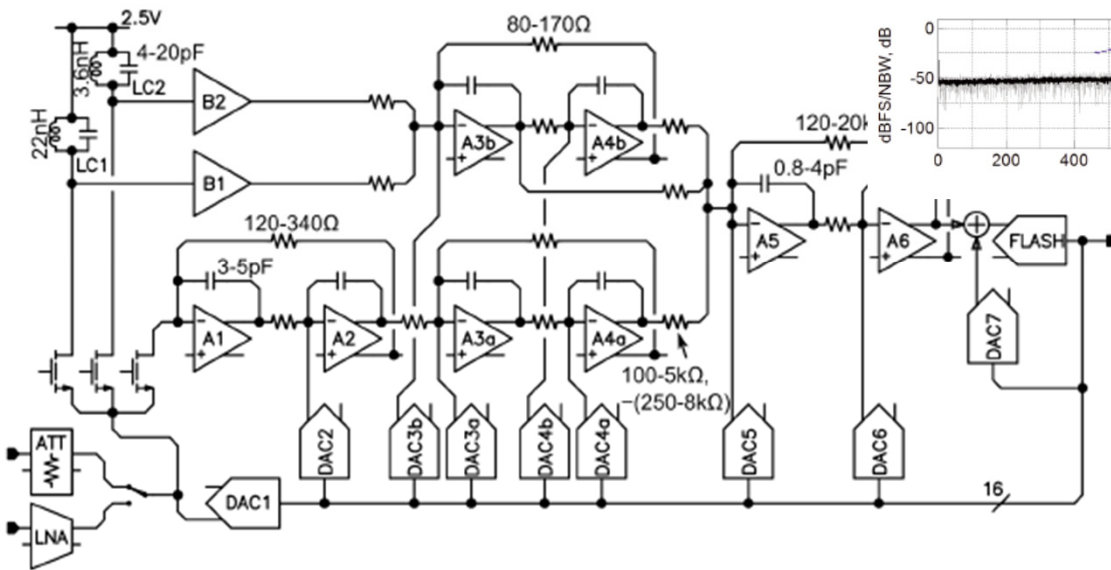 2.5V
3.6nH
4-20pF
LC2
22nH
LC1
B2
B1
80-170Ω
A3b
A4b
120-340Ω
3-5pF
A1
A2
A3a
A4a
100-5kΩ,
−(250-8kΩ)
120-20k
0.8-4pF
A5
A6
FLASH
DAC7
dBFS/NBW, dB
0
-50
-100
0
200
400
ATT
LNA
DAC1
DAC2
DAC3b
DAC3a
DAC4b
DAC4a
DAC5
DAC6
16